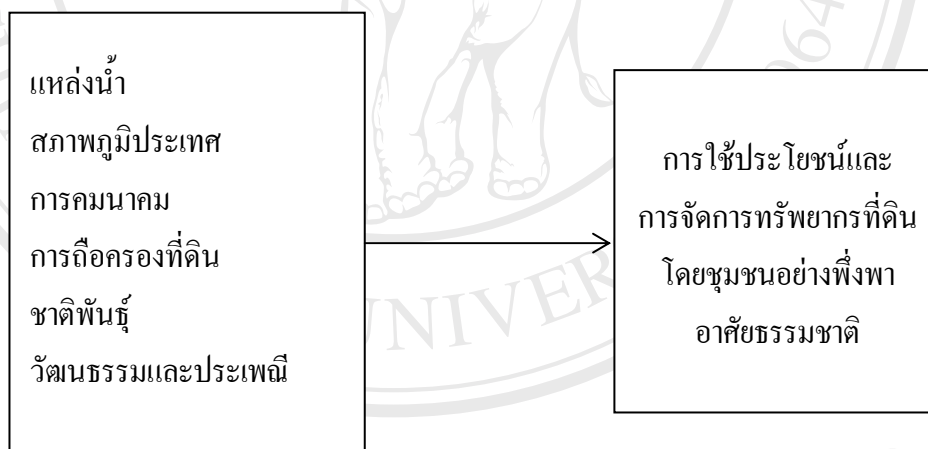 แหล่งน้ำ
สภาพภูมิประเทศ
การคมนาคม
การถือครองที่ดิน
ชาติพันธุ์
วัฒนธรรมและประเพณี
การใช้ประโยชน์และ
การจัดการทรัพยากรที่ดิน
โดยชุมชนอย่างพึ่งพา
อาศัยธรรมชาติ